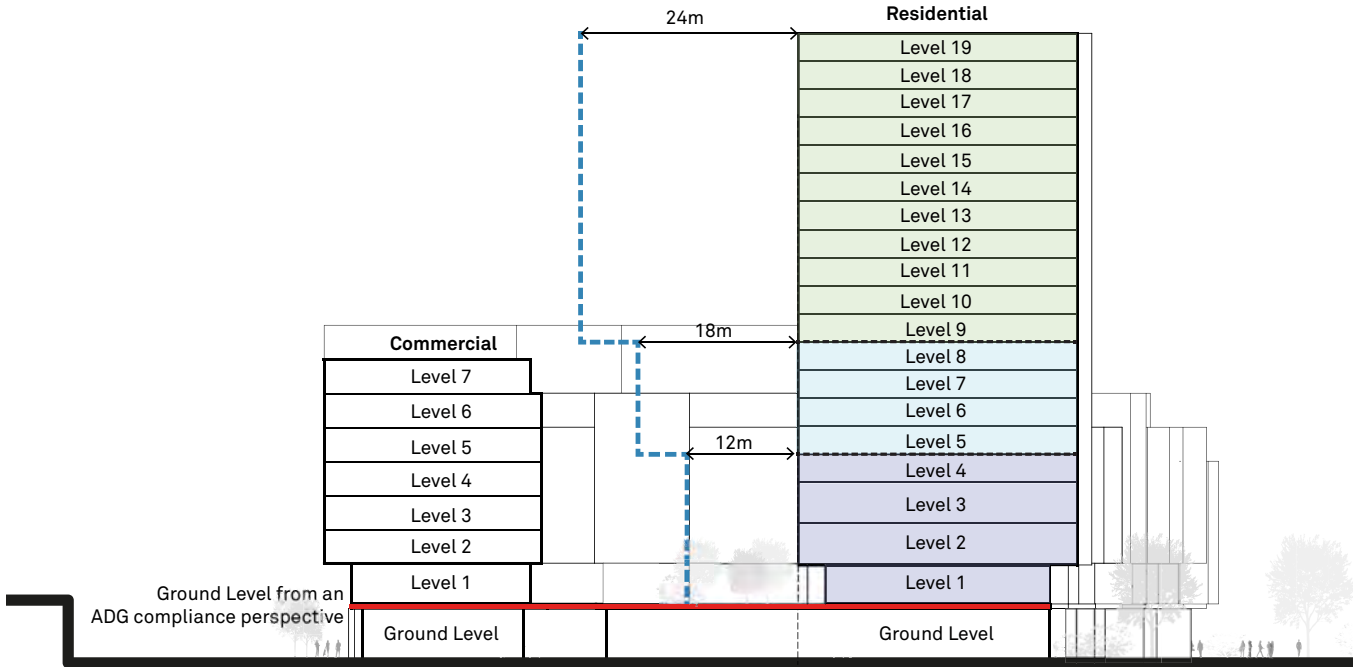 24m
Residential
Level 19
Level 18
Level 17
Level 16
Level 15
Level 14
Level 13
Level 12
Level 11
Level 10
18m
Level 9
Commercial
Level 8
Level 7
Level 7
Level 6
Level 6
12m
Level 5
Level 5
Level 4
Level 4
Level 3
Level 3
Level 2
Level 2
Level 1
Level 1
Ground Level from an
ADG compliance perspective
Ground Level
Ground Level